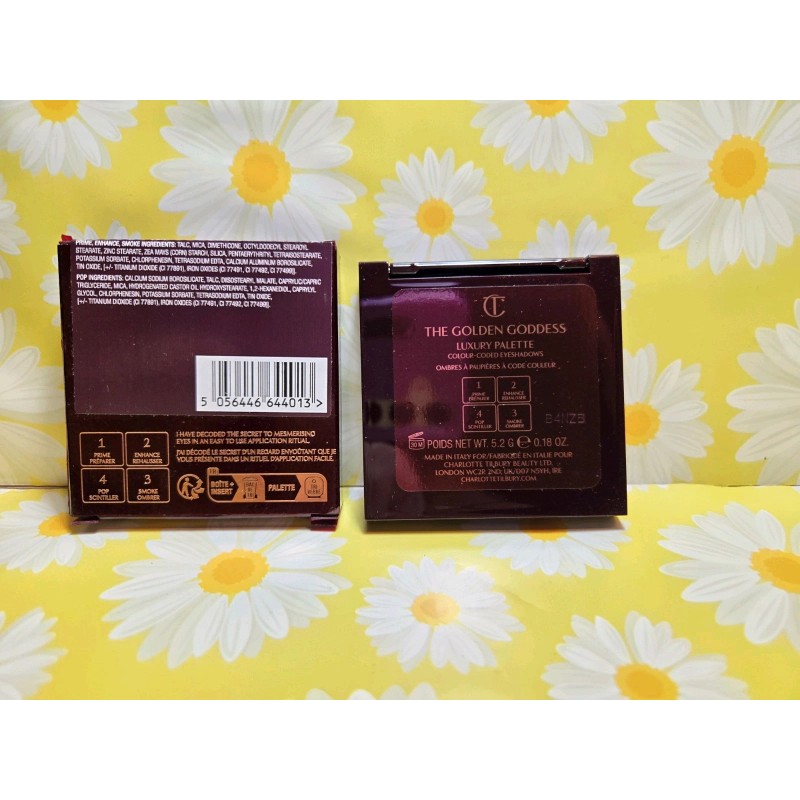 PRIME, ENHANCE, SMOKE INGREDIENTS: TALC, MICA, DIMETHICONE, OCTYLDODECYL STEAROYL
STEARATE, ZINC STEARATE, ZEA MAYS (CORN) STARCH, SILICA, PENTAERYTHRITYL TETRAISOSTEARATE,
POTASSIUM SORBATE, CHLORPHENESIN, TETRASODIUM EDTA, CALCIUM ALUMINUM BOROSILICATE,
TIN OXIDE, [+/- TITANIUM DIOXIDE (CI 77891), IRON OXIDES (CI 77491, CI 77492, CI 77499)].
POP INGREDIENTS: CALCIUM SODIUM BOROSILICATE, TALC, DIISOSTEARYL MALATE, CAPRYLIC/CAPRIC
TRIGLYCERIDE, MICA, HYDROGENATED CASTOR OIL HYDROXYSTEARATE, 1,2-HEXANEDIOL, CAPRYLYL
GLYCOL, CHLORPHENESIN, POTASSIUM SORBATE, TETRASODIUM EDTA, TIN OXIDE,
[+/- TITANIUM DIOXIDE (CI 77891), IRON OXIDES (CI 77491, CI 77492, CI 77499)].
5 056446 644013 >
1 PRIME PRÉPARER
2 ENHANCE REHAUSSER
4 POP SCINTILLER
3 SMOKE OMBRER
I HAVE DECODED THE SECRET TO MESMERISING
EYES IN AN EASY TO USE APPLICATION RITUAL.
J'AI DÉCODÉ LE SECRET D'UN REGARD ENVOÛTANT QUE JE
VOUS PRÉSENTE DANS UN RITUEL D'APPLICATION FACILE.
FR
BOÎTE +
INSERT
PALETTE
CT
THE GOLDEN GODDESS
LUXURY PALETTE
COLOUR-CODED EYESHADOWS
OMBRES À PAUPIÈRES À CODE COULEUR
1 PRIME PRÉPARER
2 ENHANCE REHAUSSER
4 POP SCINTILLER
3 SMOKE OMBRER
POIDS NET WT. 5.2 G ℮ 0.18 OZ.
MADE IN ITALY FOR/FABRIQUÉ EN ITALIE POUR
CHARLOTTE TILBURY BEAUTY LTD.
LONDON WC2R 2ND, UK/D07 N5YH, IRE
CHARLOTTETILBURY.COM